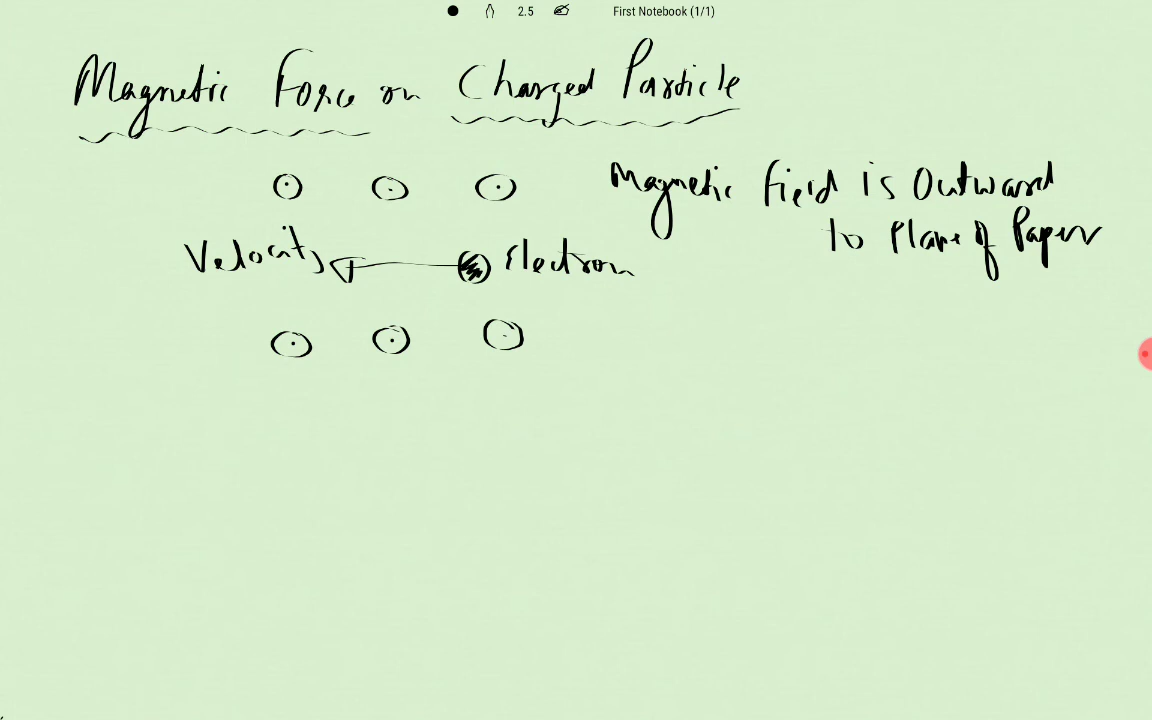 2.5 First Notebook (1/1)
Magnetic Force on Charged Particle
Magnetic field is Outward
to Plane of Paper
Velocity Electron